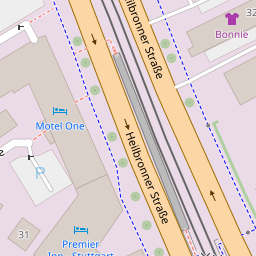 Heilbronner Straße
32
Bonnie
Motel One
Heilbronner Straße
P
31
Premier
Inn - Stuttgart